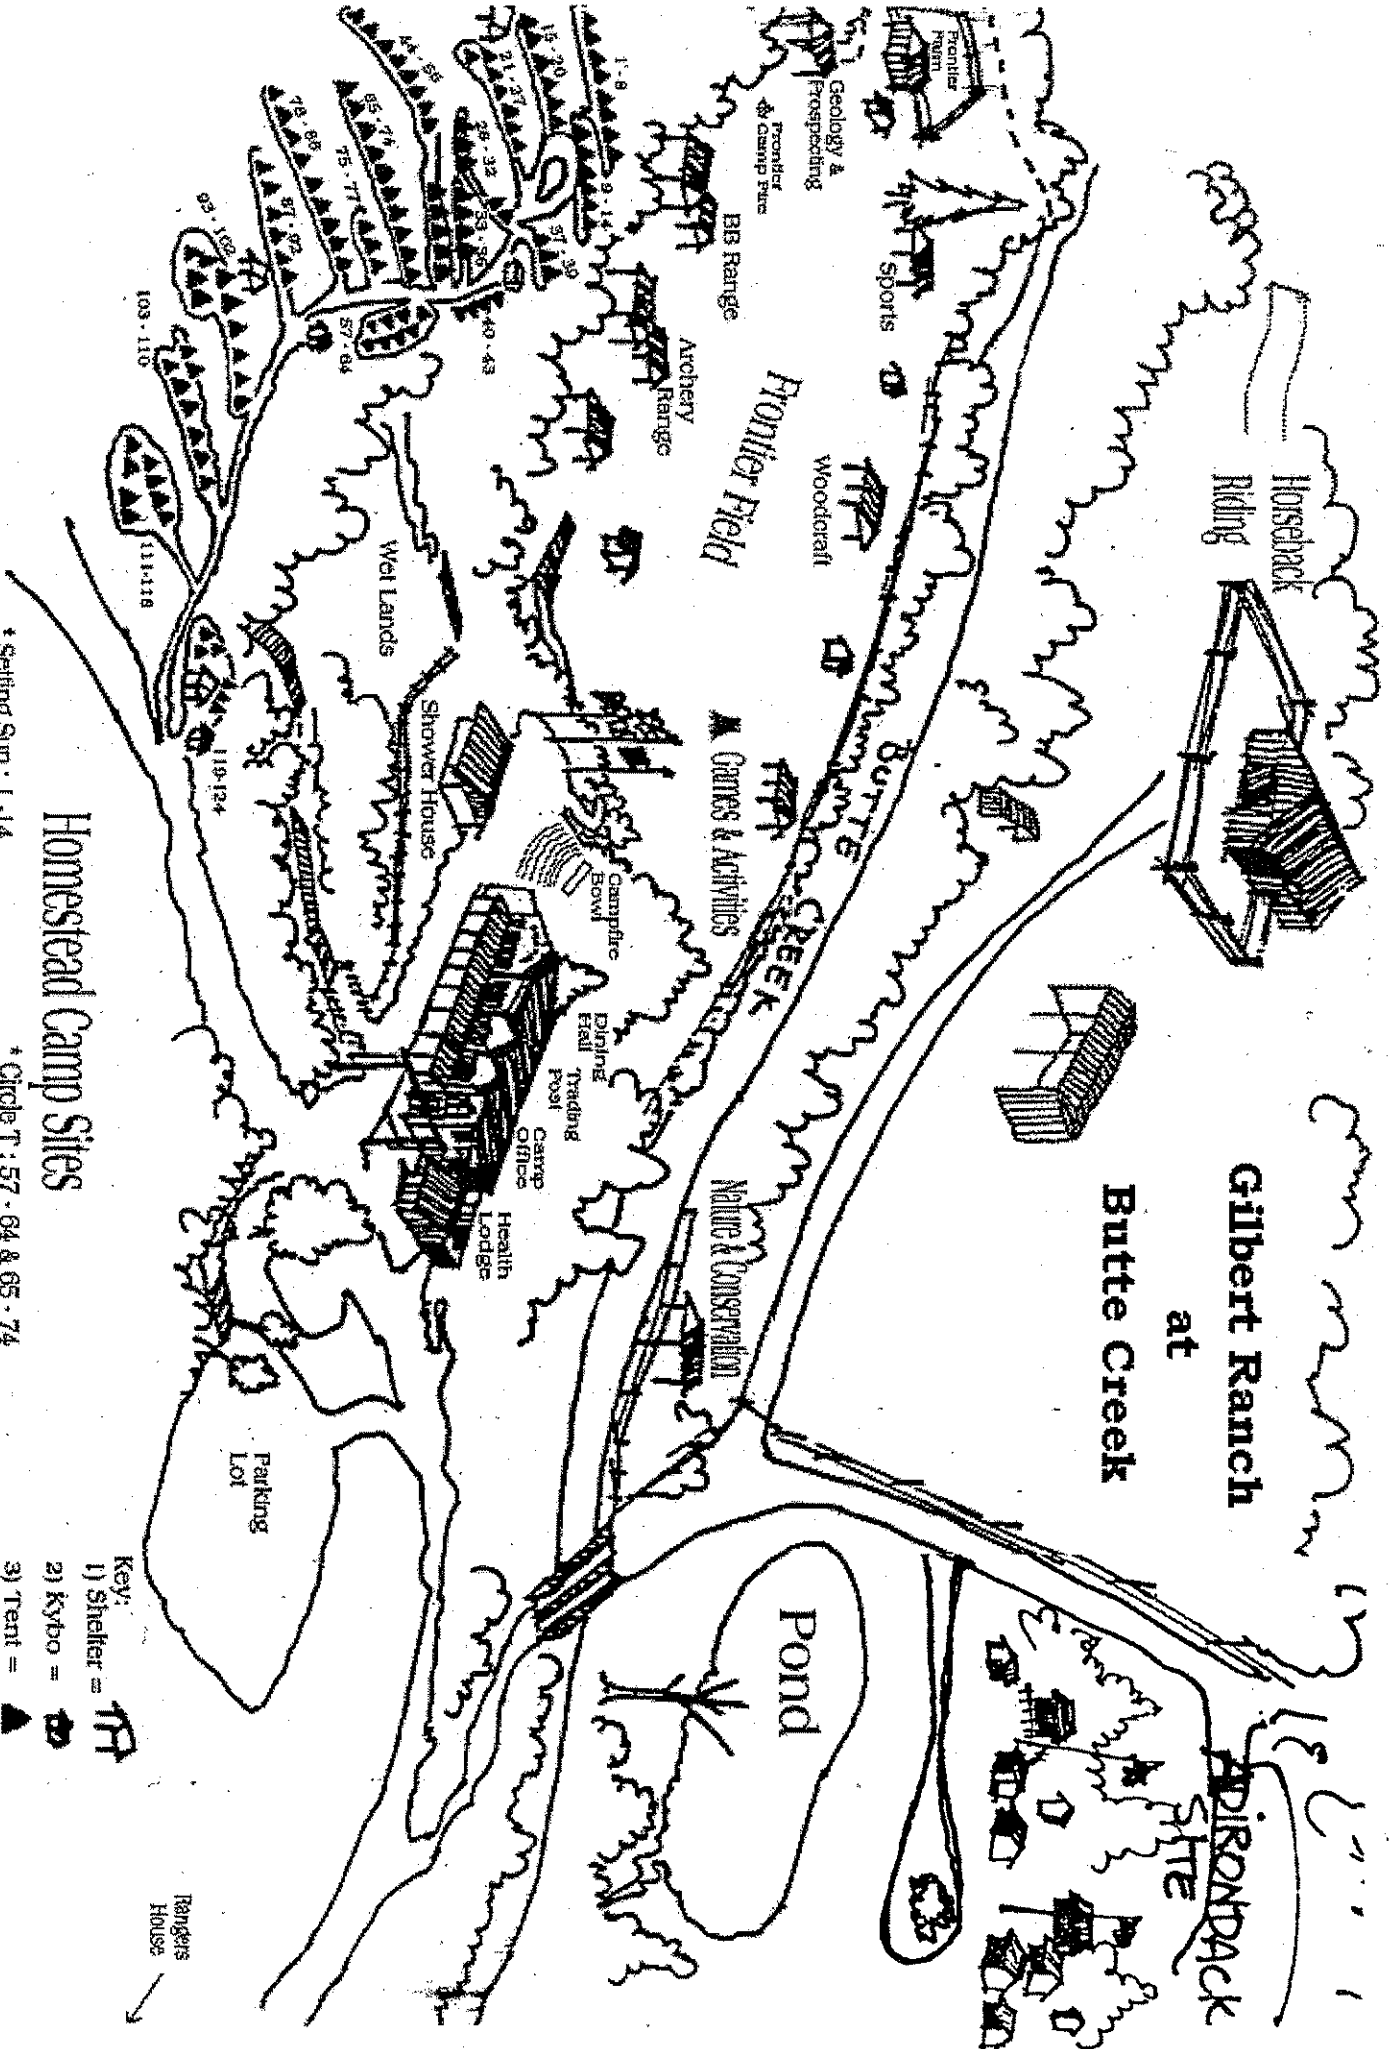 Gilbert Ranch
at
Butte Creek
Horseback
Riding
ADIRONDACK
SITE
Frontier
Farm
Geology &
Prospecting
Frontier
Camp Fire
Sports
BB Range
Archery
Range
Frontier Field
Woodcraft
BUTTE CREEK
Games & Activities
Nature & Conservation
Pond
Campfire
Bowl
Dining
Hall
Trading
Post
Camp
Office
Health
Lodge
Shower House
Wet Lands
1 - 8
9 - 14
15 - 20
21 - 27
28 - 32
33 - 36
37 - 39
40 - 43
44 - 56
57 - 64
65 - 74
75 - 77
78 - 86
87 - 92
93 - 102
103 - 110
111-118
119-124
Parking
Lot
Rangers
House
Key:
1) Shelter =
2) Kybo =
3) Tent =
Homestead Camp Sites
* Setting Sun : 1 - 14
* Circle T : 57 - 64 & 65 - 74